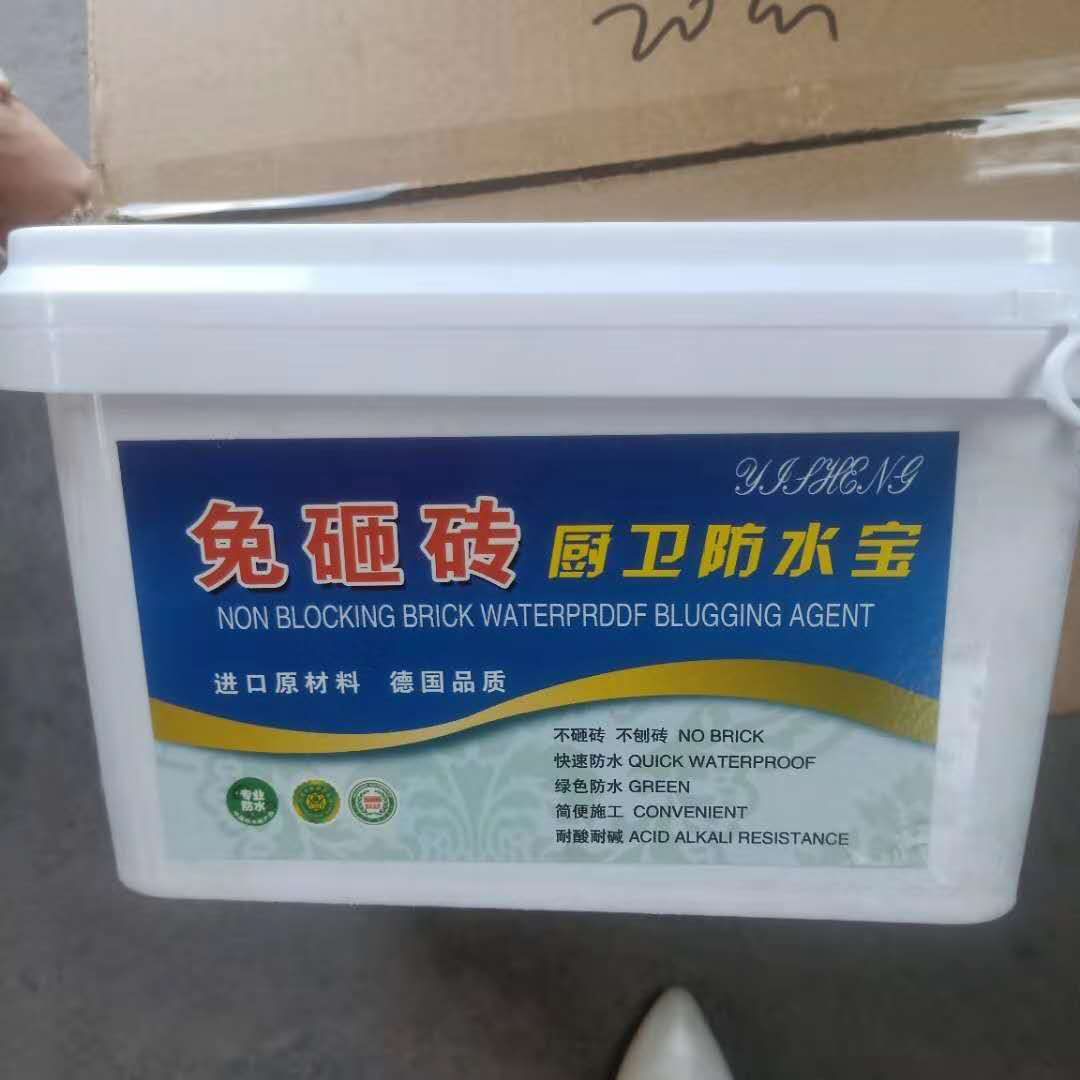 YISHENG
免砸砖 厨卫防水宝
NON BLOCKING BRICK WATERPRDDF BLUGGING AGENT
进口原材料 德国品质
不砸砖 不刨砖 NO BRICK
快速防水 QUICK WATERPROOF
绿色防水 GREEN
简便施工 CONVENIENT
耐酸耐碱 ACID ALKALI RESISTANCE
专业
防水